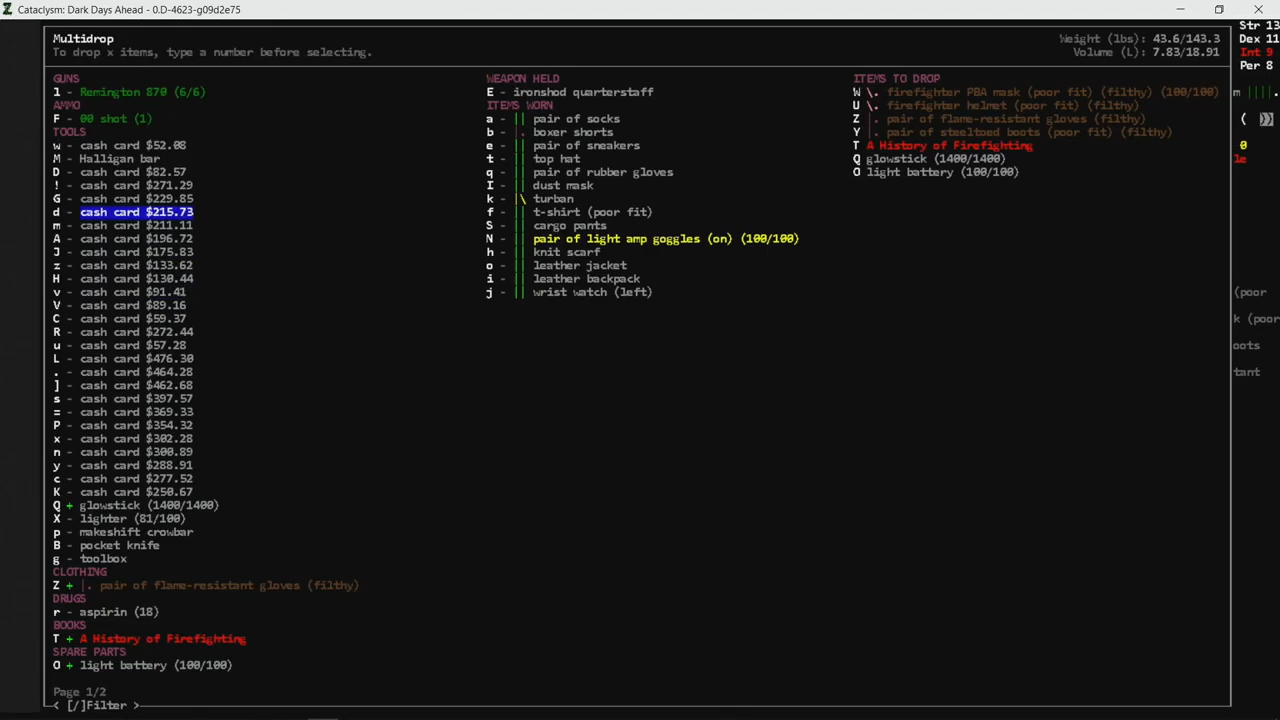 Cataclysm: Dark Days Ahead - 0.D-4623-g09d2e75
Multidrop
To drop x items, type a number before selecting.
Weight (lbs): 43.6/143.3
Volume (L): 7.83/18.91
GUNS
l - Remington 870 (6/6)
AMMO
F - 00 shot (1)
TOOLS
w - cash card $52.08
M - Halligan bar
D - cash card $82.57
! - cash card $271.29
G - cash card $229.85
d - cash card $215.73
m - cash card $211.11
A - cash card $196.72
J - cash card $175.83
z - cash card $133.62
H - cash card $130.44
v - cash card $91.41
V - cash card $89.16
C - cash card $59.37
R - cash card $272.44
u - cash card $57.28
L - cash card $476.30
. - cash card $464.28
] - cash card $462.68
s - cash card $397.57
= - cash card $369.33
P - cash card $354.32
x - cash card $302.28
n - cash card $300.89
y - cash card $288.91
c - cash card $277.52
K - cash card $250.67
Q + glowstick (1400/1400)
X - lighter (81/100)
p - makeshift crowbar
B - pocket knife
g - toolbox
CLOTHING
Z + |. pair of flame-resistant gloves (filthy)
DRUGS
r - aspirin (18)
BOOKS
T + A History of Firefighting
SPARE PARTS
O + light battery (100/100)
Page 1/2
< [/]Filter >
WEAPON HELD
E - ironshod quarterstaff
ITEMS WORN
a - || pair of socks
b - |. boxer shorts
e - || pair of sneakers
t - || top hat
q - || pair of rubber gloves
I - || dust mask
k - |\ turban
f - || t-shirt (poor fit)
S - || cargo pants
N - || pair of light amp goggles (on) (100/100)
h - || knit scarf
o - || leather jacket
i - || leather backpack
j - || wrist watch (left)
ITEMS TO DROP
W \. firefighter PBA mask (poor fit) (filthy) (100/100)
U \. firefighter helmet (poor fit) (filthy)
Z |. pair of flame-resistant gloves (filthy)
Y |. pair of steeltoed boots (poor fit) (filthy)
T A History of Firefighting
Q glowstick (1400/1400)
O light battery (100/100)
Str 13
Dex 11
Int 9
Per 8
m ||||.
( ⟫
0
le
(poor
k (poor
oots
tant